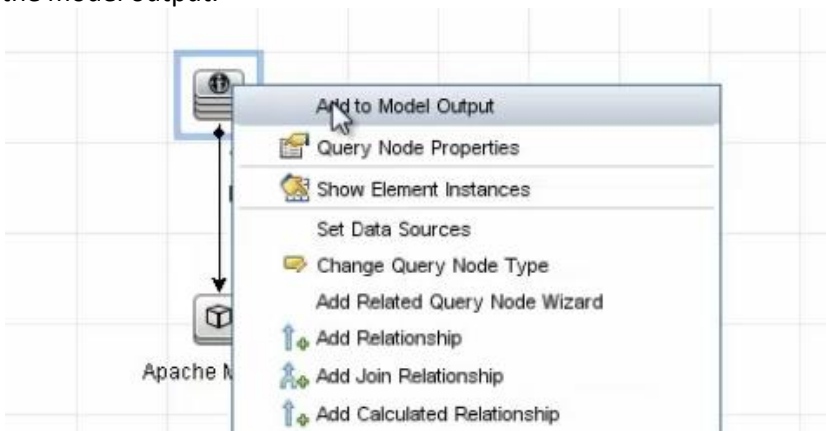 the model output.
Add to Model Output
Query Node Properties
Show Element Instances
Set Data Sources
Change Query Node Type
Add Related Query Node Wizard
Add Relationship
Apache
Add Join Relationship
Add Calculated Relationship